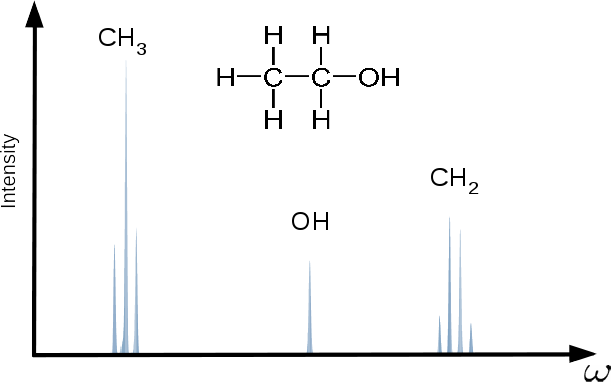 H H
CH₃
H C C OH
H H
Intensity
CH₂
OH
ω